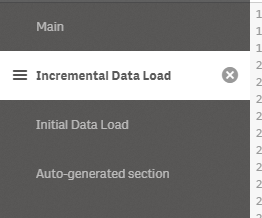 Main
Incremental Data Load
Initial Data Load
Auto-generated section